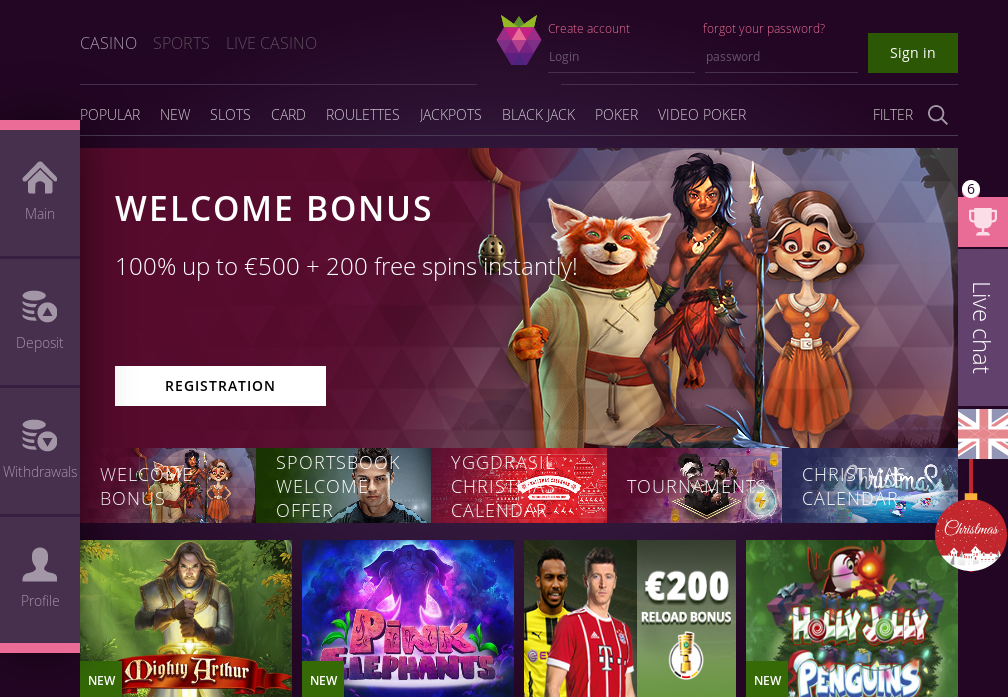 CASINO SPORTS LIVE CASINO
Create account
forgot your password?
Login
password
Sign in
POPULAR NEW SLOTS CARD ROULETTES JACKPOTS BLACK JACK POKER VIDEO POKER FILTER
Main
Deposit
Withdrawals
Profile
WELCOME BONUS
100% up to €500 + 200 free spins instantly!
REGISTRATION
6
Live chat
WELCOME
BONUS
SPORTSBOOK
WELCOME
OFFER
YGGDRASIL
CHRISTMAS
CALENDAR
TOURNAMENTS
CHRISTMAS
CALENDAR
Christmas
Christmas
Mighty Arthur
NEW
PINK
ELEPHANTS
NEW
€200
RELOAD BONUS
T
HOLLY JOLLY
PENGUINS
NEW